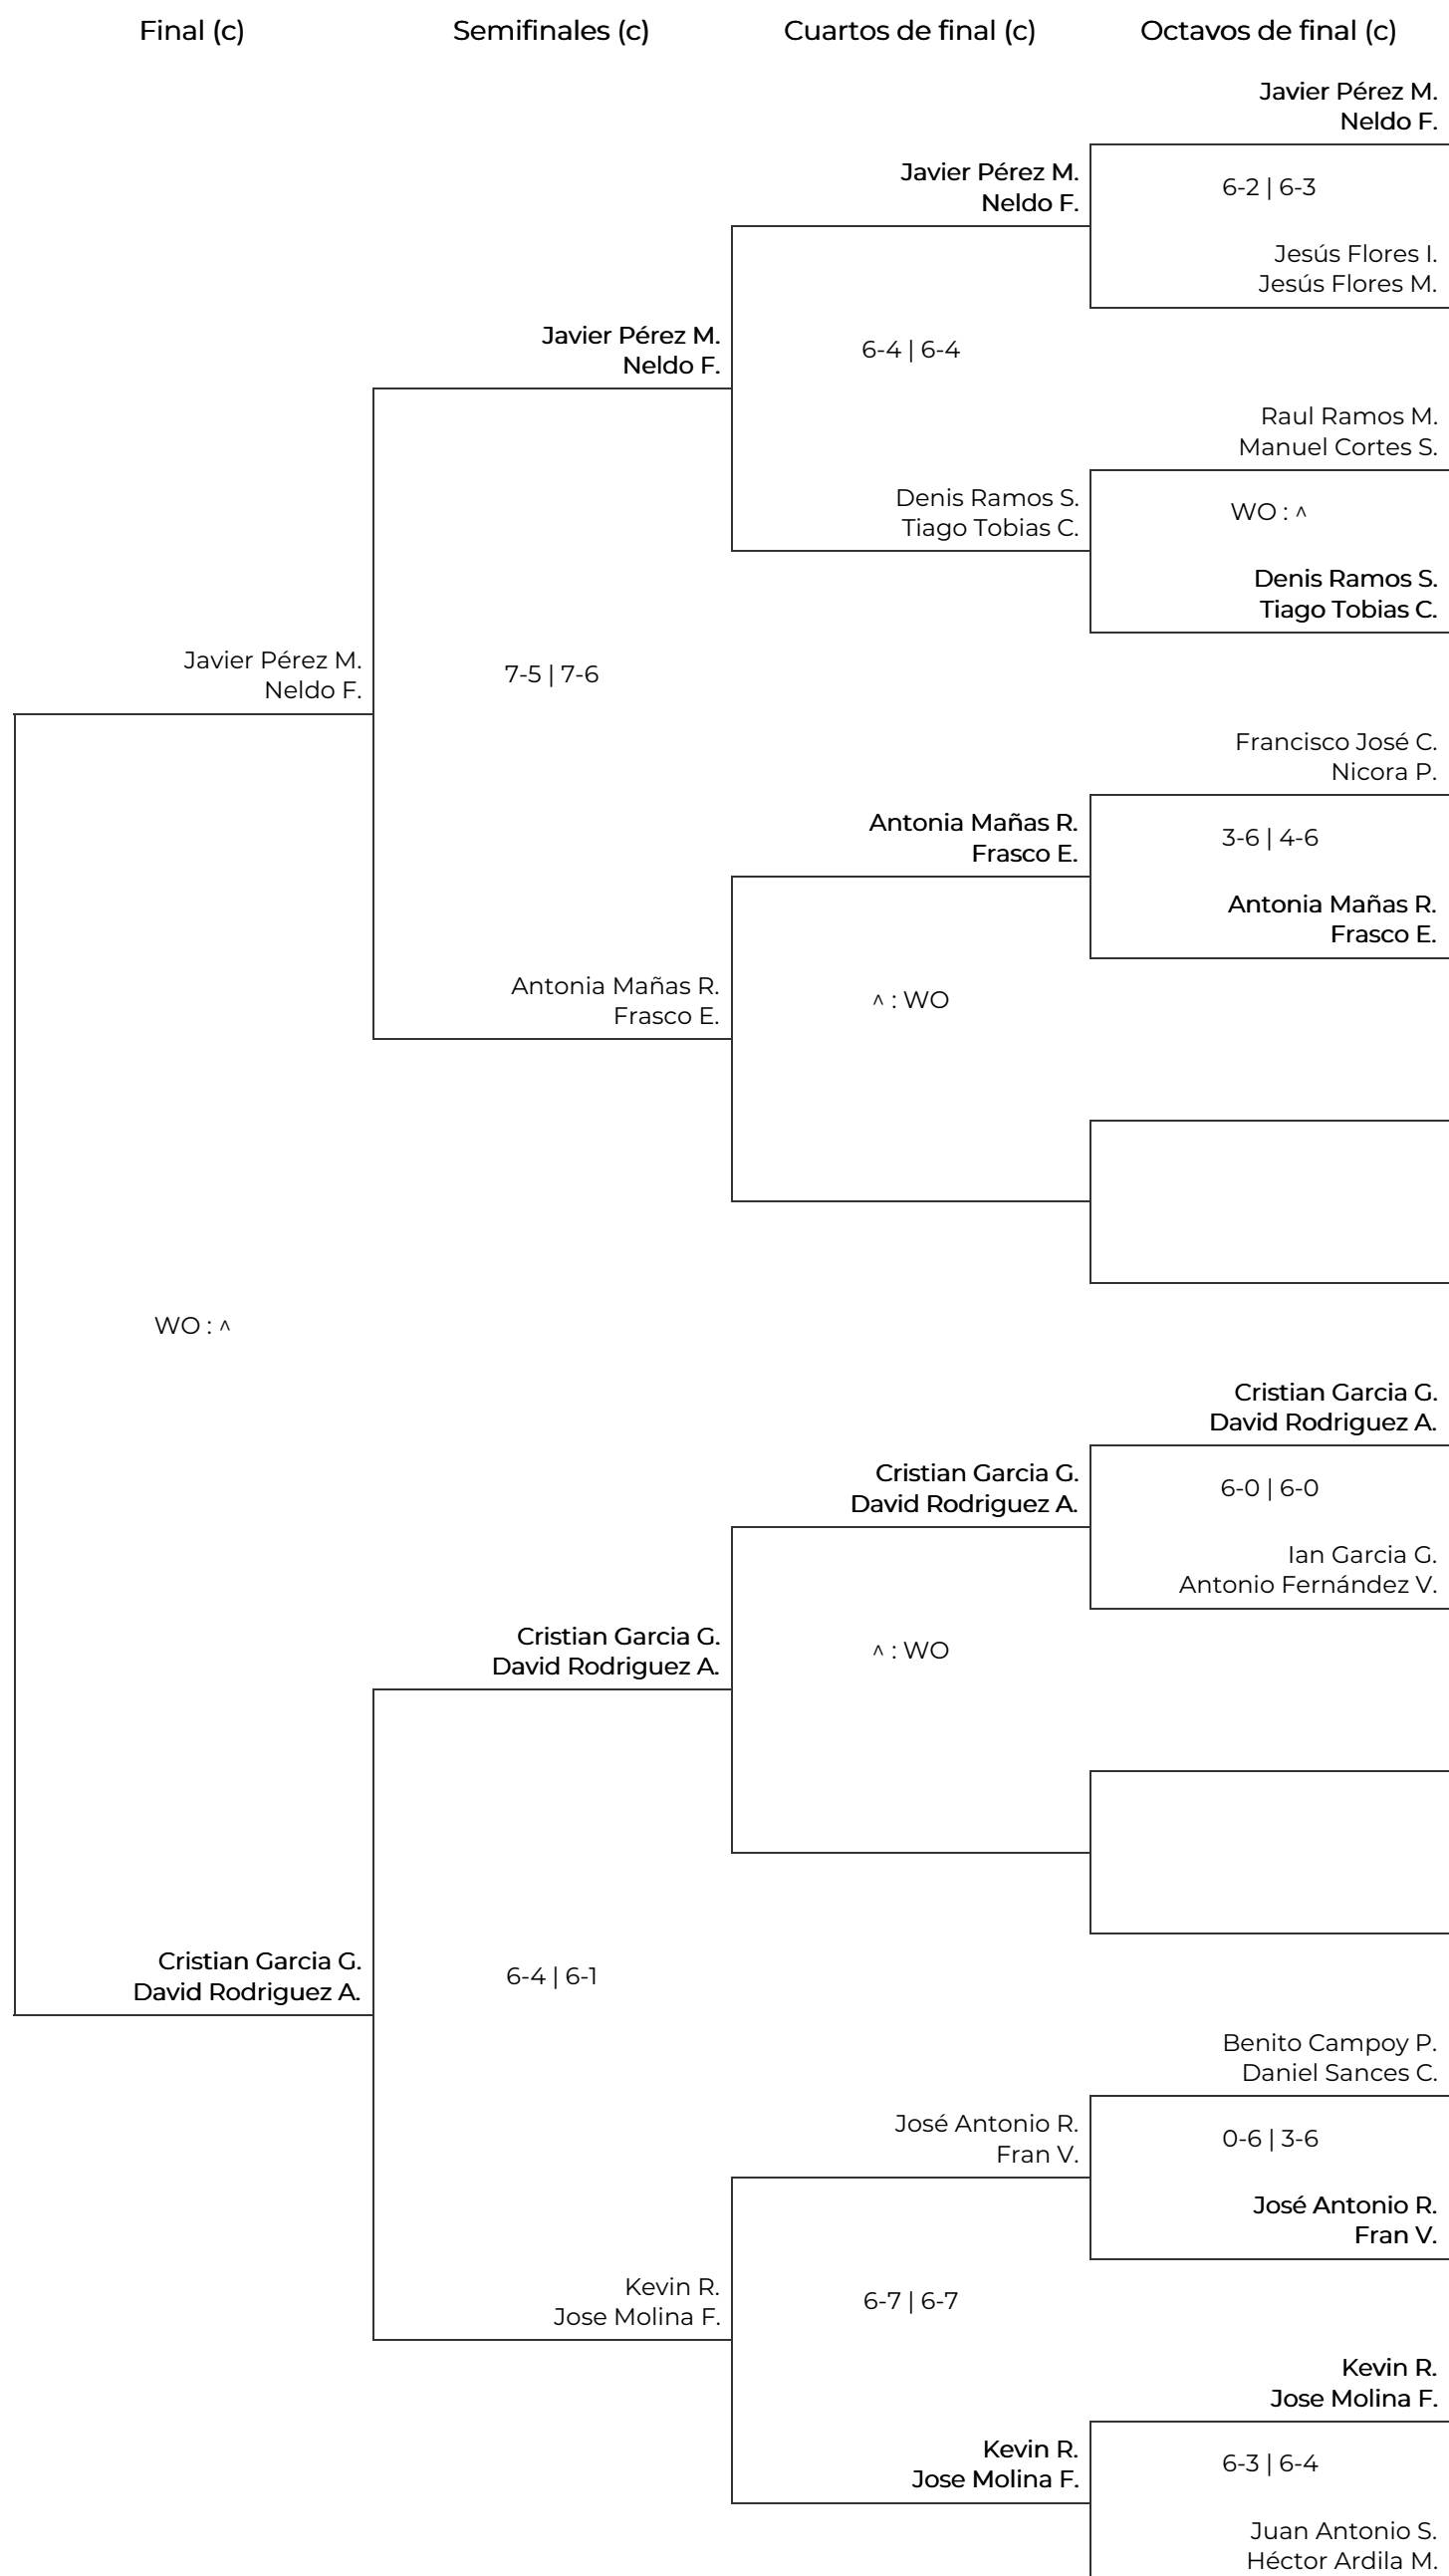 Final (c)
Semifinales (c)
Cuartos de final (c)
Octavos de final (c)
Javier Pérez M.
Neldo F.
Javier Pérez M.
Neldo F.
6-2 | 6-3
Jesús Flores I.
Jesús Flores M.
Javier Pérez M.
Neldo F.
6-4 | 6-4
Raul Ramos M.
Manuel Cortes S.
Denis Ramos S.
Tiago Tobias C.
WO : ^
Denis Ramos S.
Tiago Tobias C.
Javier Pérez M.
Neldo F.
7-5 | 7-6
Francisco José C.
Nicora P.
Antonia Mañas R.
Frasco E.
3-6 | 4-6
Antonia Mañas R.
Frasco E.
Antonia Mañas R.
Frasco E.
^ : WO
WO : ^
Cristian Garcia G.
David Rodriguez A.
Cristian Garcia G.
David Rodriguez A.
6-0 | 6-0
Ian Garcia G.
Antonio Fernández V.
Cristian Garcia G.
David Rodriguez A.
^ : WO
Cristian Garcia G.
David Rodriguez A.
6-4 | 6-1
Benito Campoy P.
Daniel Sances C.
José Antonio R.
Fran V.
0-6 | 3-6
José Antonio R.
Fran V.
Kevin R.
Jose Molina F.
6-7 | 6-7
Kevin R.
Jose Molina F.
Kevin R.
Jose Molina F.
6-3 | 6-4
Juan Antonio S.
Héctor Ardila M.